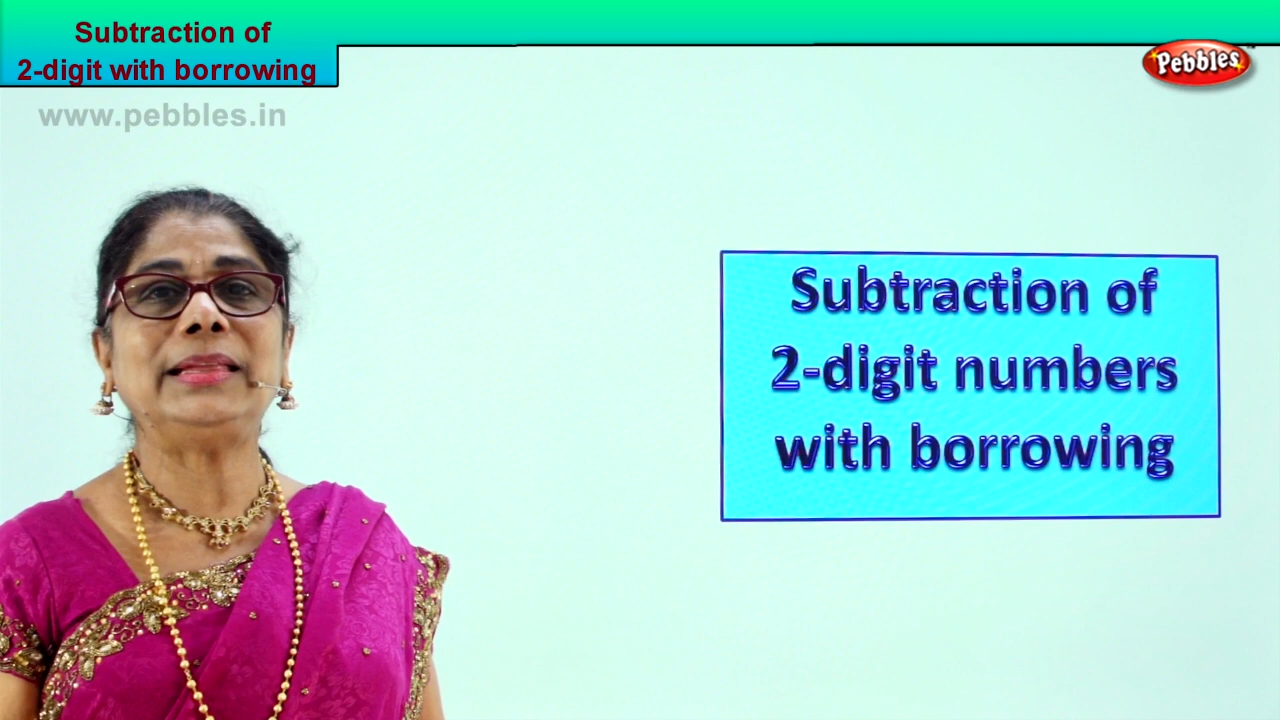 Subtraction of
2-digit with borrowing
www.pebbles.in
Pebbles
Subtraction of
2-digit numbers
with borrowing